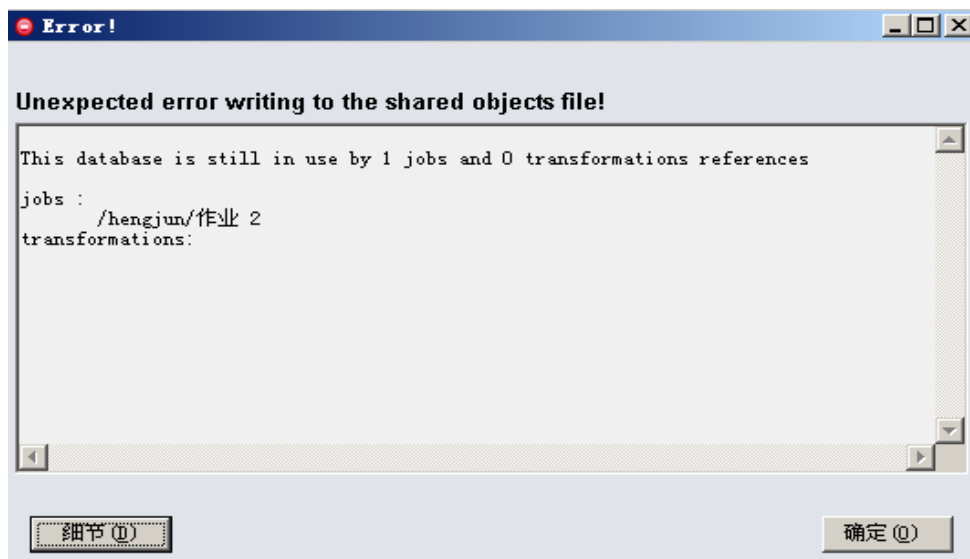 Error!
Unexpected error writing to the shared objects file!
This database is still in use by 1 jobs and 0 transformations references
jobs :
/hengjun/作业 2
transformations:
细节(D) 确定(O)